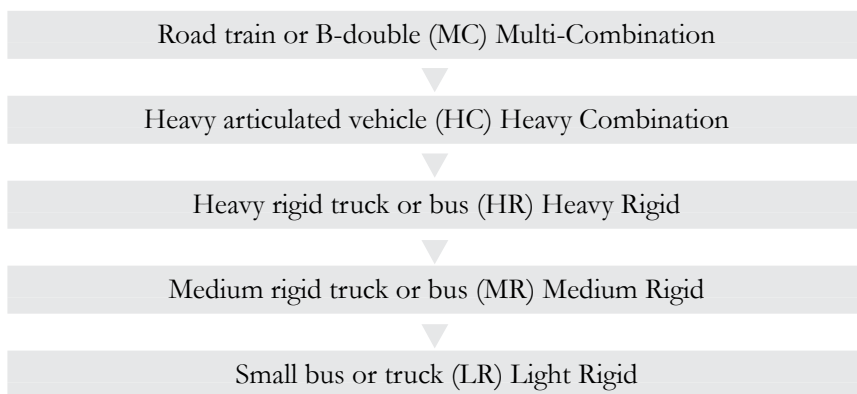 Road train or B-double (MC) Multi-Combination
Heavy articulated vehicle (HC) Heavy Combination
Heavy rigid truck or bus (HR) Heavy Rigid
Medium rigid truck or bus (MR) Medium Rigid
Small bus or truck (LR) Light Rigid